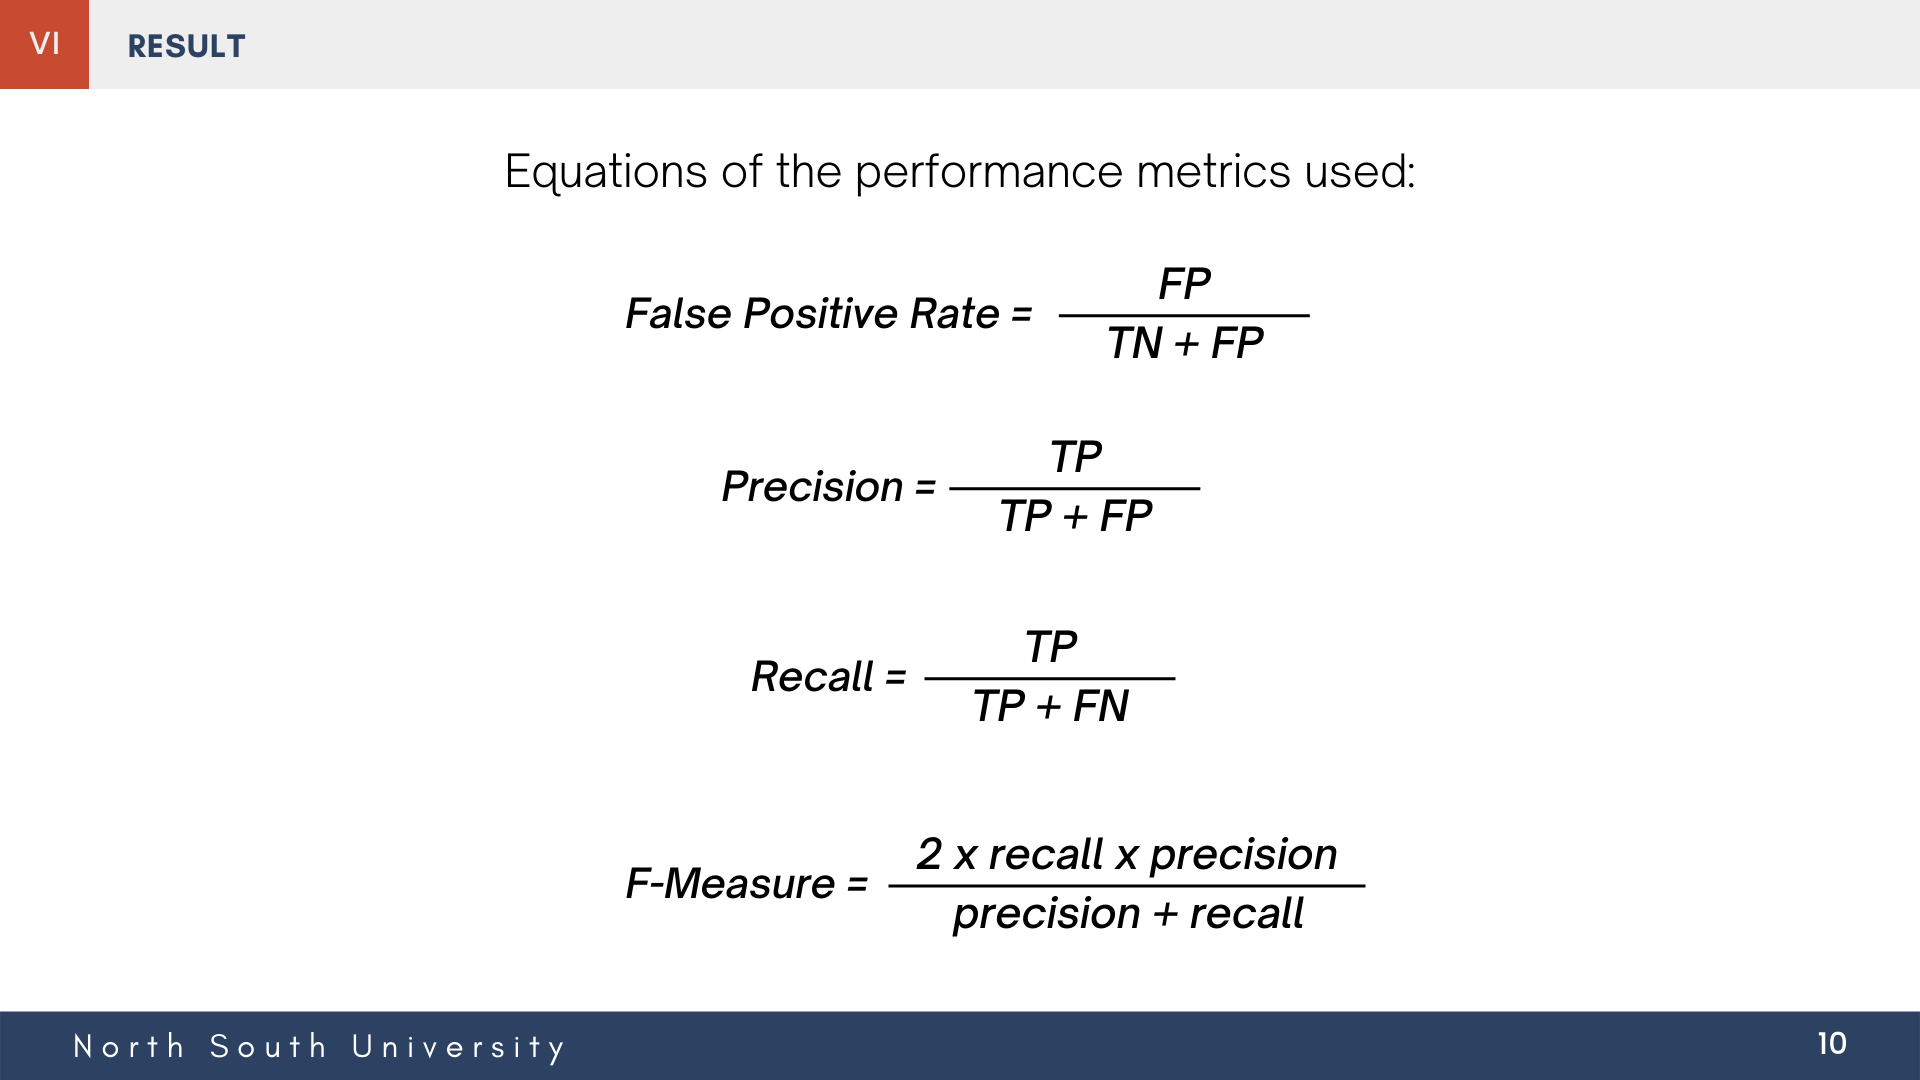 VI
RESULT
Equations of the performance metrics used:
False Positive Rate = FP
TN + FP
Precision = TP
TP + FP
Recall = TP
TP + FN
F-Measure = 2 x recall x precision
precision + recall
North South University
10